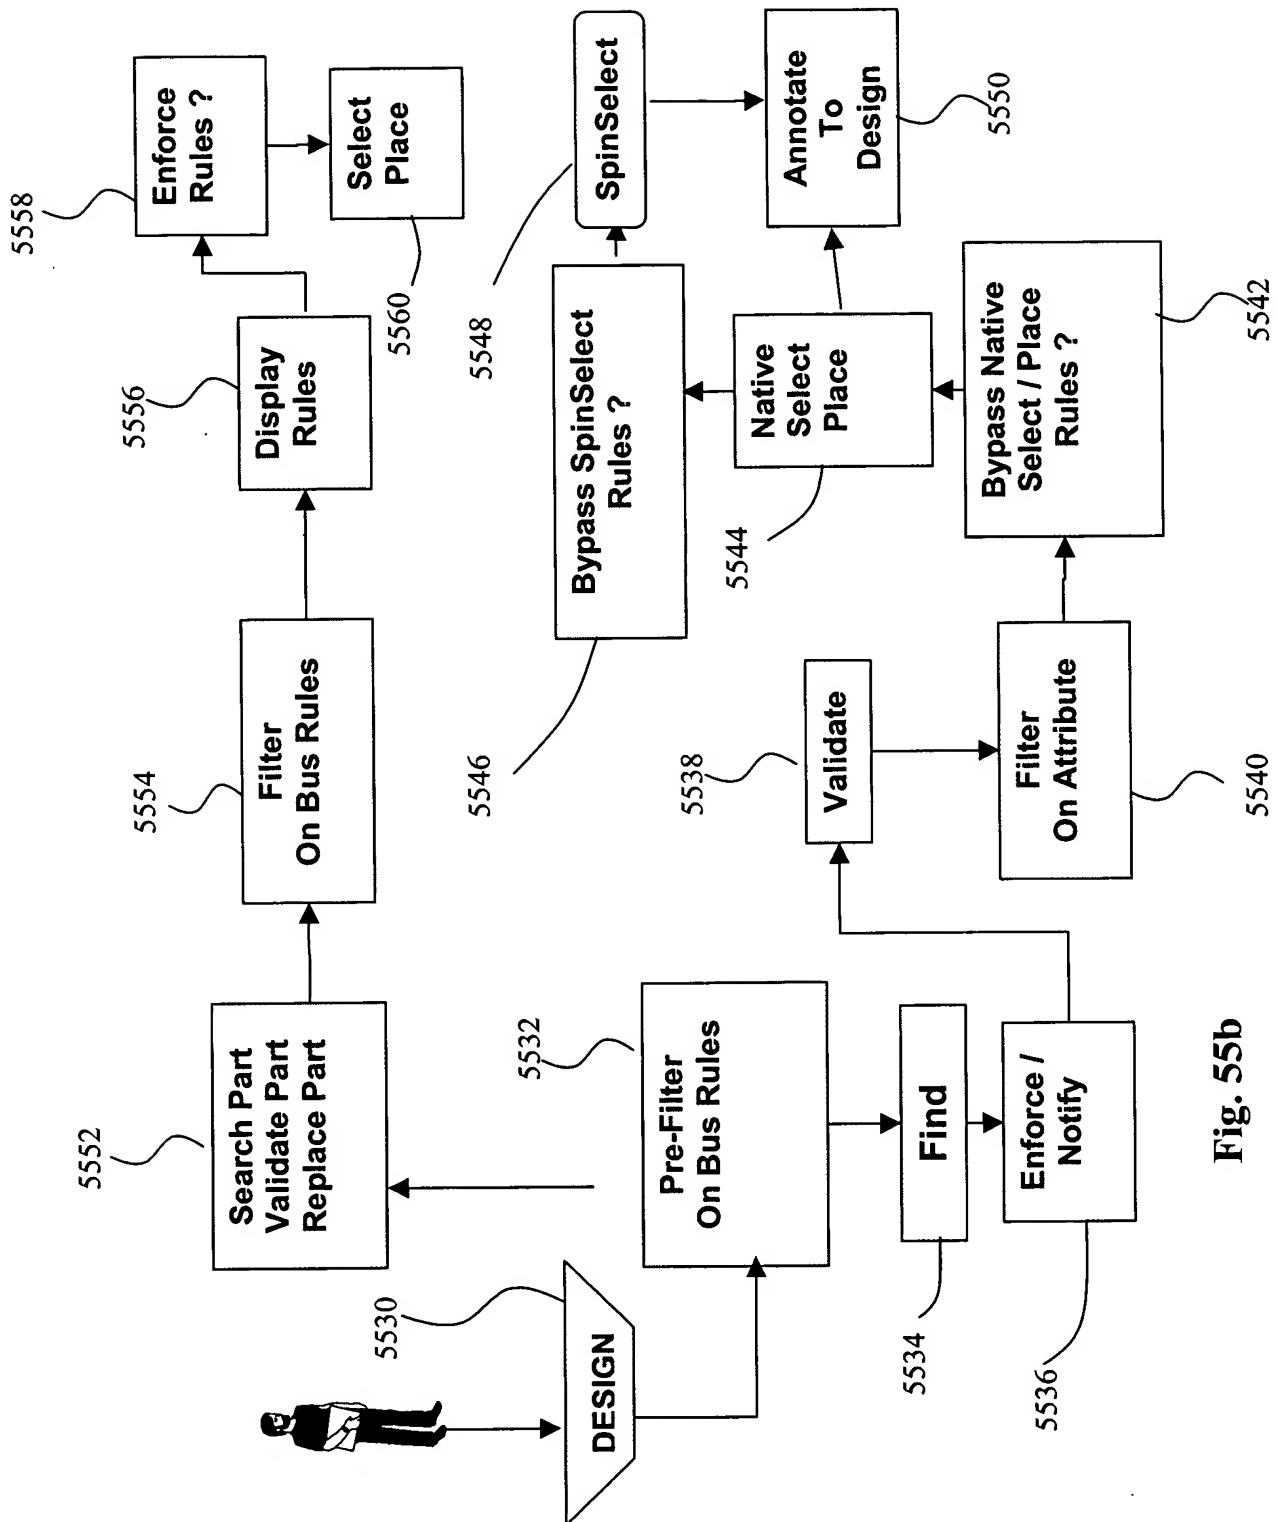 5552
Search Part
Validate Part
Replace Part
5554
Filter
On Bus Rules
5556
Display
Rules
5558
Enforce
Rules ?
5560
Select
Place
5530
DESIGN
5532
Pre-Filter
On Bus Rules
5534
Find
5536
Enforce /
Notify
5538
Validate
5540
Filter
On Attribute
5542
Bypass Native
Select / Place
Rules ?
5544
Native
Select
Place
5546
Bypass SpinSelect
Rules ?
5548
SpinSelect
5550
Annotate
To
Design
Fig. 55b